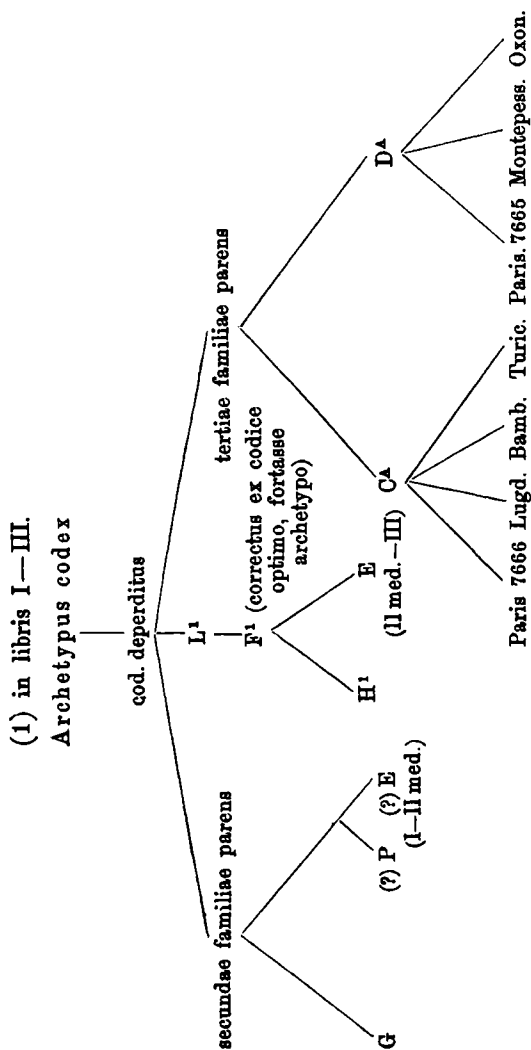 (1) in libris I—III.
Archetypus codex
cod. deperditus
secundae familiae parens
L¹
tertiae familiae parens
F¹ (correctus ex codice
optimo, fortasse
archetypo)
G
(?) P
(?) E
(I—II med.)
H¹
E
(II med.—III)
Cᴬ
Dᴬ
Paris 7666 Lugd. Bamb. Turic. Paris. 7665 Montepess. Oxon.